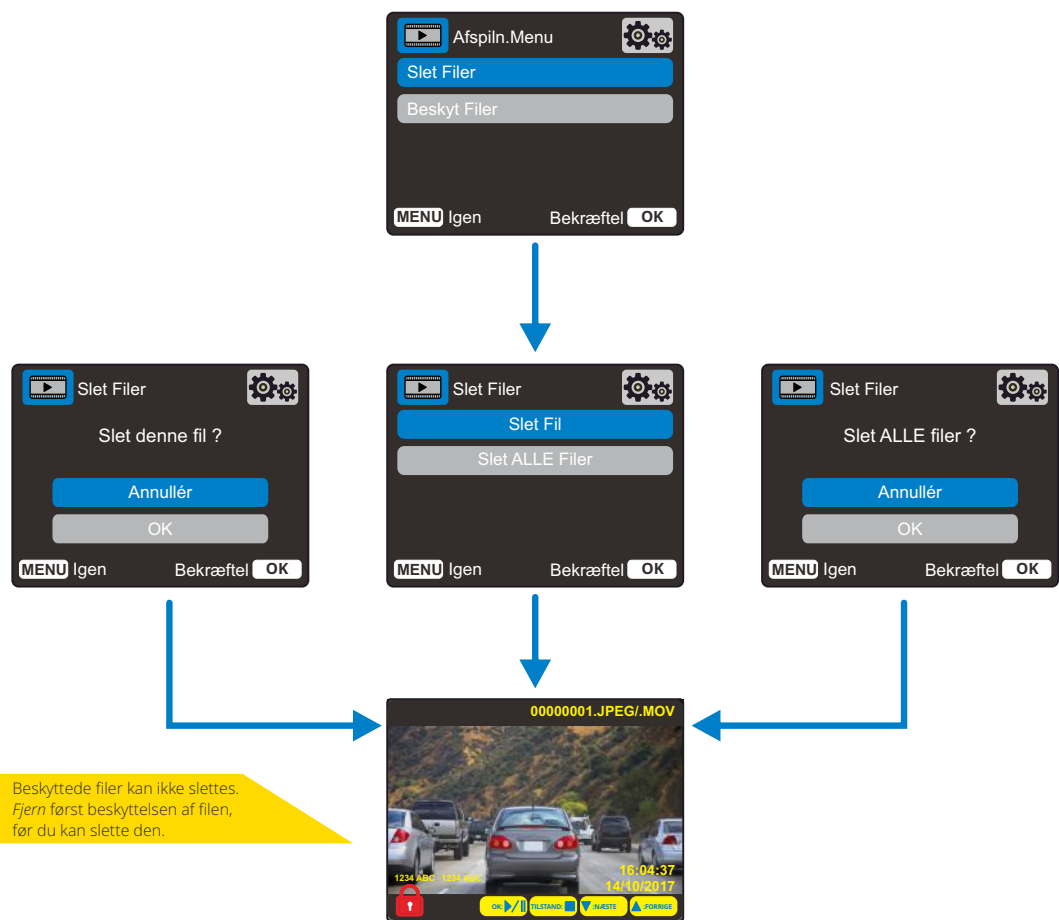 Afspiln.Menu
Slet Filer
Beskyt Filer
MENU Igen
Bekræftel OK
Slet Filer
Slet denne fil ?
Annullér
OK
MENU Igen
Bekræftel OK
Slet Filer
Slet Fil
Slet ALLE Filer
MENU Igen
Bekræftel OK
Slet Filer
Slet ALLE filer ?
Annullér
OK
MENU Igen
Bekræftel OK
00000001.JPEG/.MOV
Beskyttede filer kan ikke slettes.
Fjern først beskyttelsen af filen,
før du kan slette den.
16:04:37
1234 ABC 1234 ABC
14/10/2017
OK: TILSTAND: :NÆSTE :FORRIGE